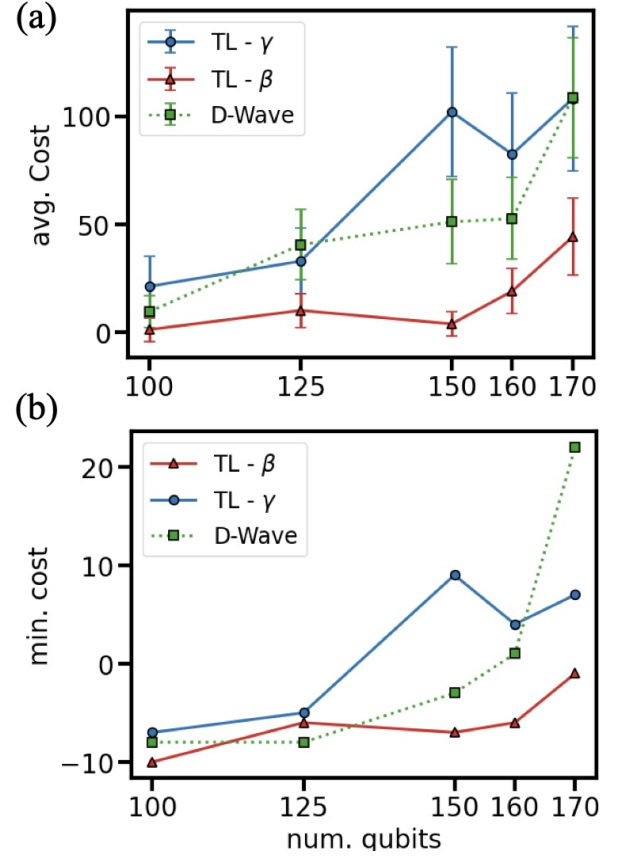 (a)
TL - γ
TL - β
D-Wave
avg. Cost
100
50
0
100 125 150 160 170
(b)
TL - β
TL - γ
D-Wave
min. cost
20
10
0
−10
100 125 150 160 170
num. qubits